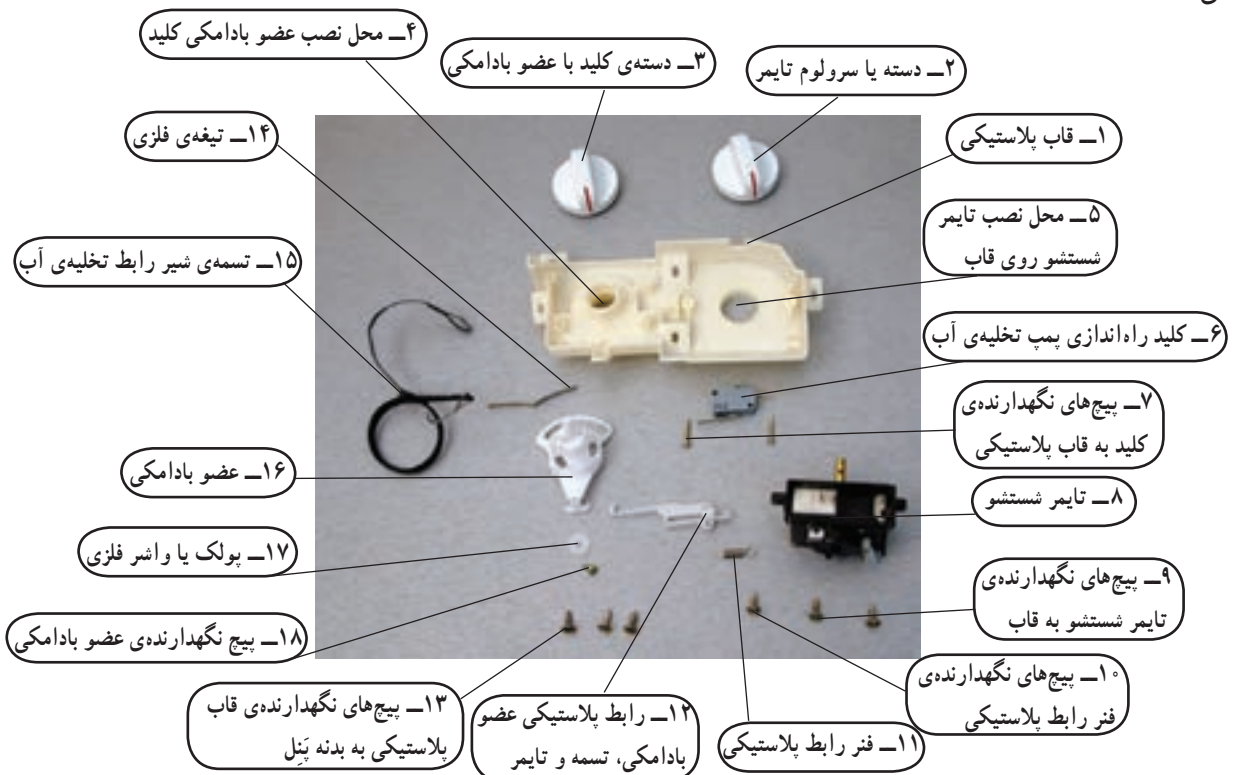 ی
۱ــ قاب پلاستیکی
۲ــ دسته یا سرولوم تایمر
۳ــ دسته‌ی کلید با عضو بادامکی
۴ــ محل نصب عضو بادامکی کلید
۵ــ محل نصب تایمر
شستشو روی قاب
۶ــ کلید راه‌اندازی پمپ تخلیه‌ی آب
۷ــ پیچ‌های نگهدارنده‌ی
کلید به قاب پلاستیکی
۸ــ تایمر شستشو
۹ــ پیچ‌های نگهدارنده‌ی
تایمر شستشو به قاب
۱۰ــ پیچ‌های نگهدارنده‌ی
فنر رابط پلاستیکی
۱۱ــ فنر رابط پلاستیکی
۱۲ــ رابط پلاستیکی عضو
بادامکی، تسمه و تایمر
۱۳ــ پیچ‌های نگهدارنده‌ی قاب
پلاستیکی به بدنه پَنِل
۱۴ــ تیغه‌ی فلزی
۱۵ــ تسمه‌ی شیر رابط تخلیه‌ی آب
۱۶ــ عضو بادامکی
۱۷ــ پولک یا واشر فلزی
۱۸ــ پیچ نگهدارنده‌ی عضو بادامکی